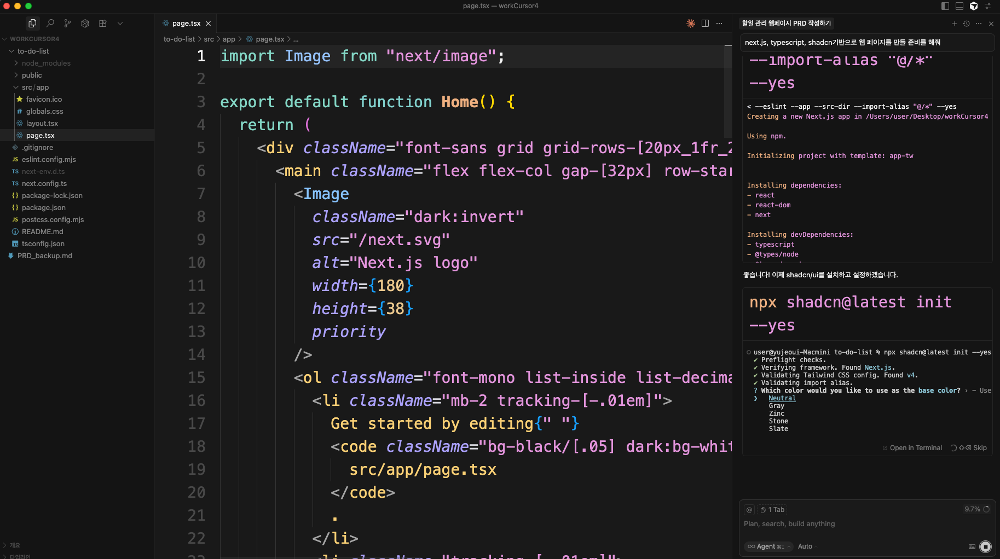 page.tsx — workCursor4
WORKCURSOR4
to-do-list
node_modules
public
src/app
favicon.ico
globals.css
layout.tsx
page.tsx
.gitignore
eslint.config.mjs
next-env.d.ts
next.config.ts
package-lock.json
package.json
postcss.config.mjs
README.md
tsconfig.json
PRD_backup.md
개요
타임라인
page.tsx
to-do-list > src > app > page.tsx > ...
1 import Image from "next/image";
2
3 export default function Home() {
4 return (
5 <div className="font-sans grid grid-rows-[20px_1fr_2
6 <main className="flex flex-col gap-[32px] row-star
7 <Image
8 className="dark:invert"
9 src="/next.svg"
10 alt="Next.js logo"
11 width={180}
12 height={38}
13 priority
14 />
15 <ol className="font-mono list-inside list-decima
16 <li className="mb-2 tracking-[-.01em]">
17 Get started by editing{" "}
18 <code className="bg-black/[.05] dark:bg-whit
19 src/app/page.tsx
20 </code>
21 .
22 </li>
23 <li className="tracking-[-.01em]">
할일 관리 웹페이지 PRD 작성하기
next.js, typescript, shadcn기반으로 웹 페이지를 만들 준비를 해줘
--import-alias "@/*"
--yes
< --eslint --app --src-dir --import-alias "@/*" --yes
Creating a new Next.js app in /Users/user/Desktop/workCursor4
Using npm.
Initializing project with template: app-tw
Installing dependencies:
- react
- react-dom
- next
Installing devDependencies:
- typescript
- @types/node
좋습니다! 이제 shadcn/ui를 설치하고 설정하겠습니다.
npx shadcn@latest init
--yes
user@yujeoui-Macmini to-do-list % npx shadcn@latest init --yes
✔ Preflight checks.
✔ Verifying framework. Found Next.js.
✔ Validating Tailwind CSS config. Found v4.
✔ Validating import alias.
? Which color would you like to use as the base color? › - Use
❯ Neutral
Gray
Zinc
Stone
Slate
Open in Terminal
Skip
@ 1 Tab
9.7%
Plan, search, build anything
∞ Agent ⌘I
Auto